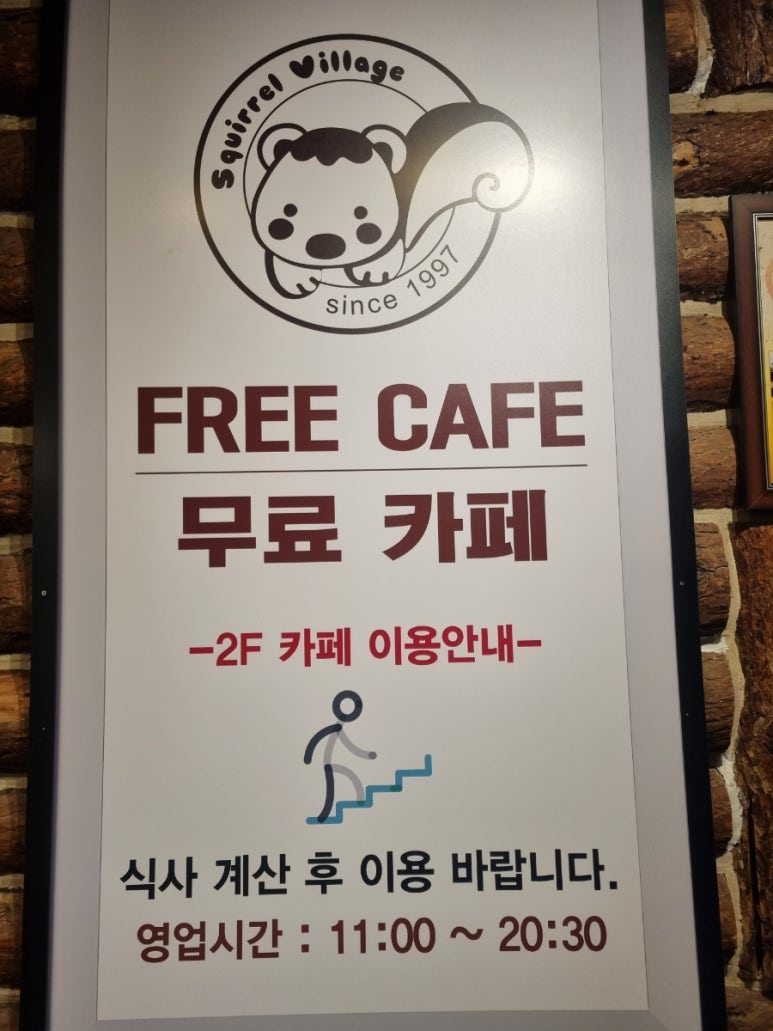 Squirrel Village
since 1997
FREE CAFE
무료 카페
-2F 카페 이용안내-
식사 계산 후 이용 바랍니다.
영업시간 : 11:00 ~ 20:30